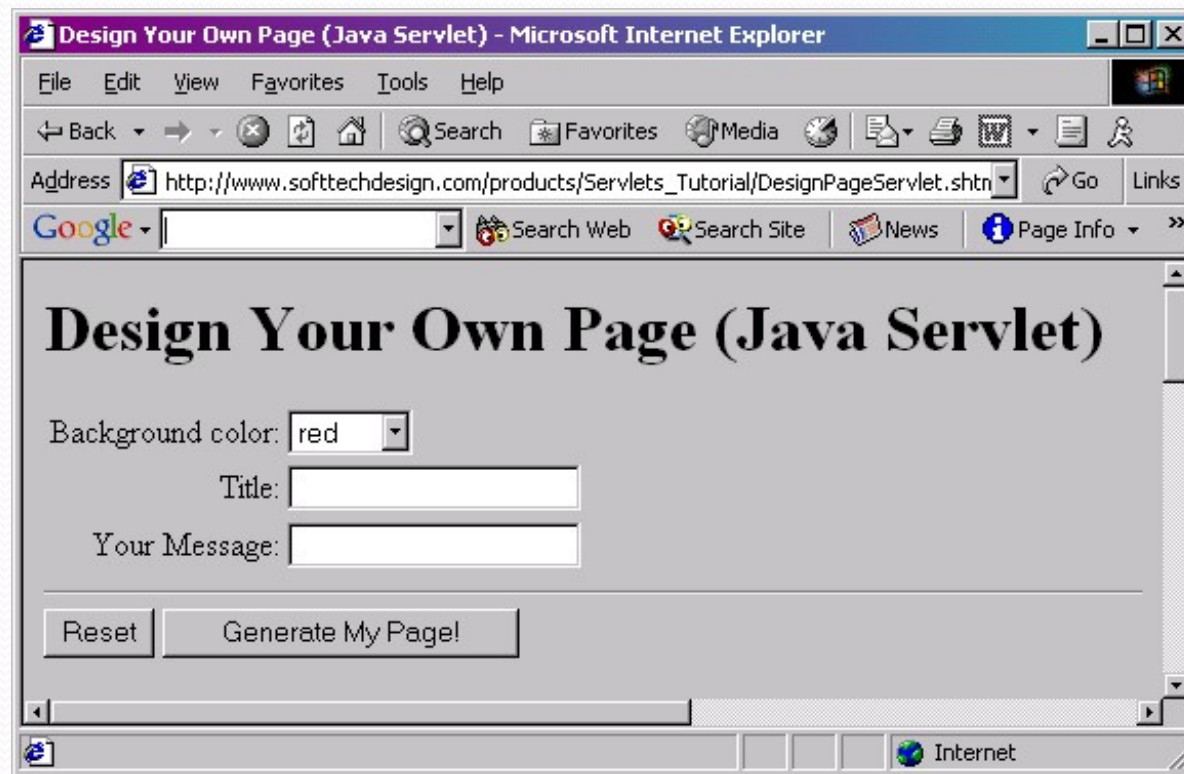 Design Your Own Page (Java Servlet) - Microsoft Internet Explorer
File Edit View Favorites Tools Help
Back Search Favorites Media W
Address http://www.softtechdesign.com/products/Servlets_Tutorial/DesignPageServlet.shtn Go Links
Google Search Web Search Site News Page Info »
Design Your Own Page (Java Servlet)
Background color: red
Title:
Your Message:
Reset Generate My Page!
Internet